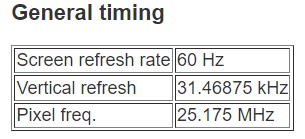 General timing
Screen refresh rate 60 Hz
Vertical refresh 31.46875 kHz
Pixel freq. 25.175 MHz